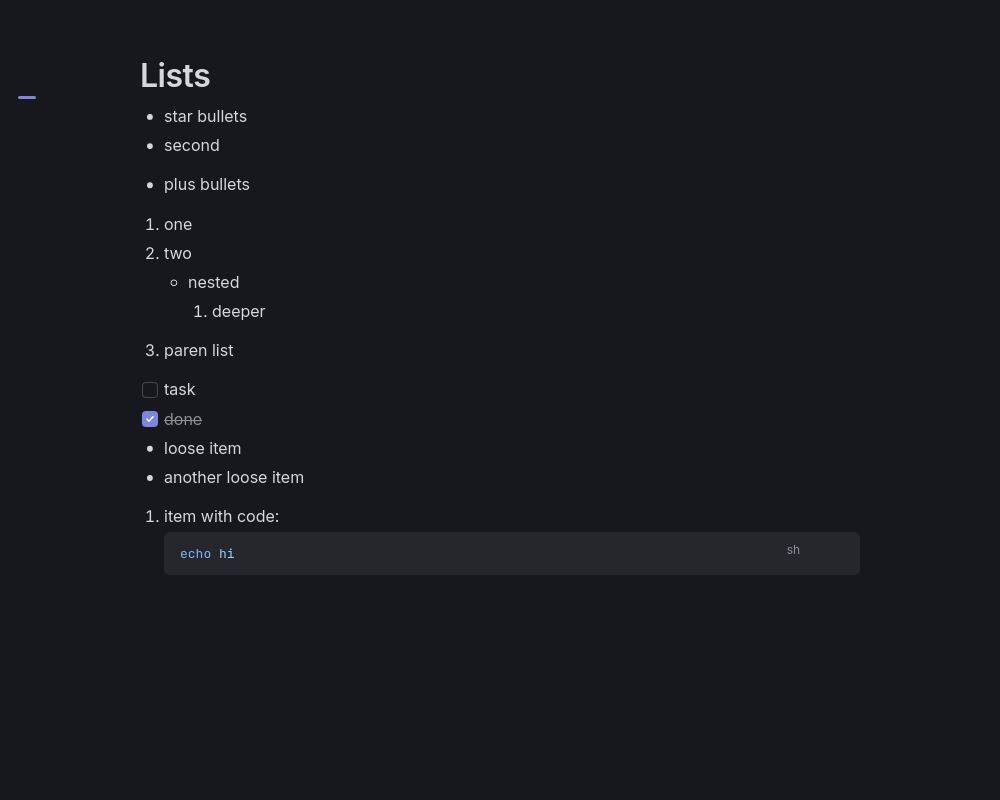 Lists
• star bullets
• second
• plus bullets
1. one
2. two
◦ nested
1. deeper
3. paren list
task
done
• loose item
• another loose item
1. item with code:
echo hi
sh